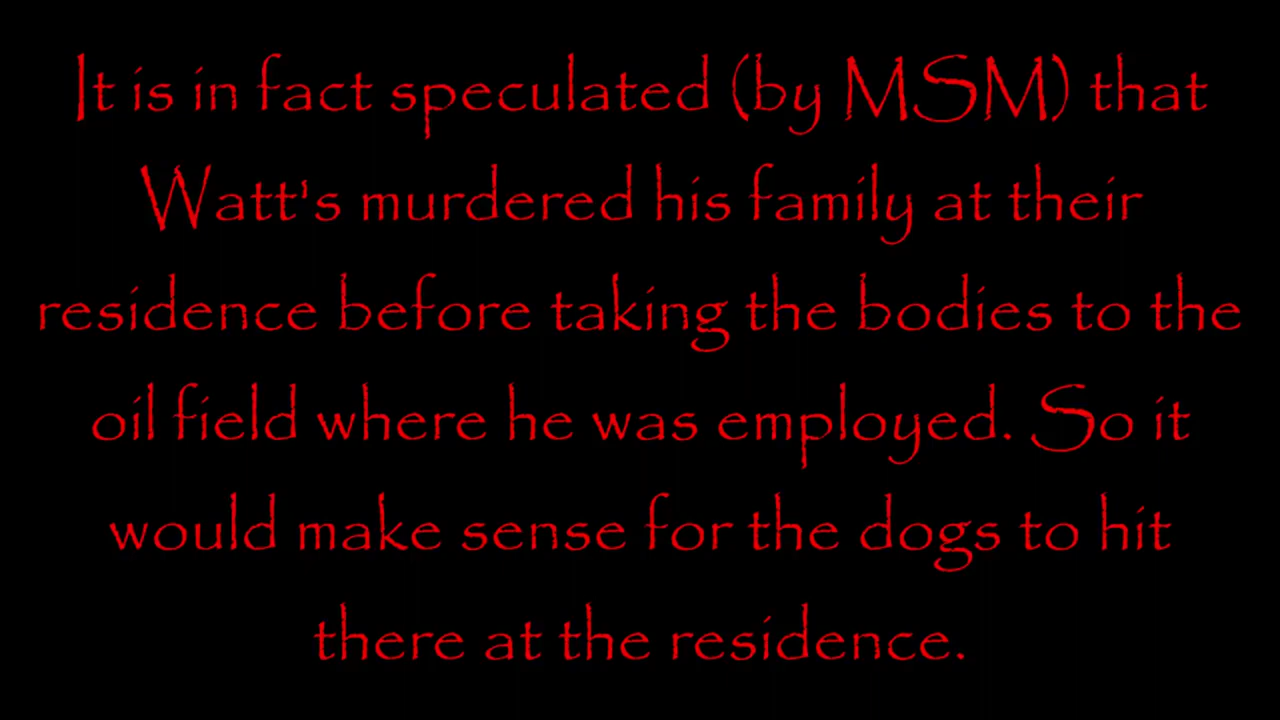 It is in fact speculated (by MSM) that
Watt's murdered his family at their
residence before taking the bodies to the
oil field where he was employed. So it
would make sense for the dogs to hit
there at the residence.